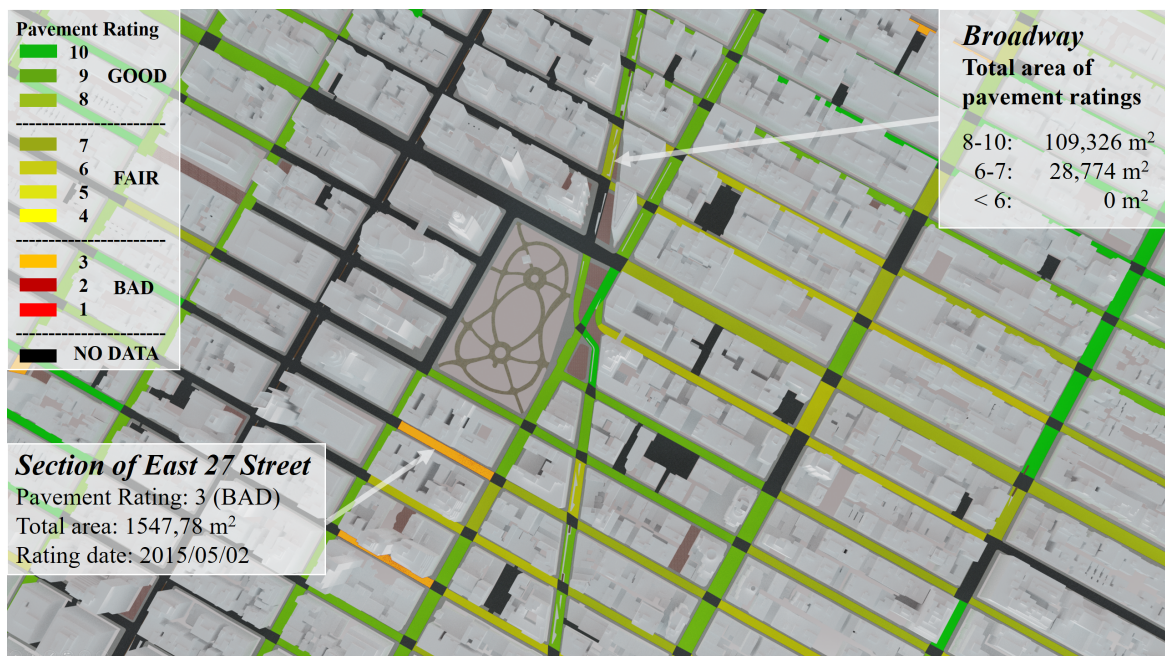 Pavement Rating
10
9 GOOD
8
-----------------------
7
6
FAIR
5
4
-----------------------
3
2 BAD
1
-----------------------
NO DATA
Broadway
Total area of
pavement ratings
8-10: 109,326 m²
6-7: 28,774 m²
< 6: 0 m²
Section of East 27 Street
Pavement Rating: 3 (BAD)
Total area: 1547,78 m²
Rating date: 2015/05/02